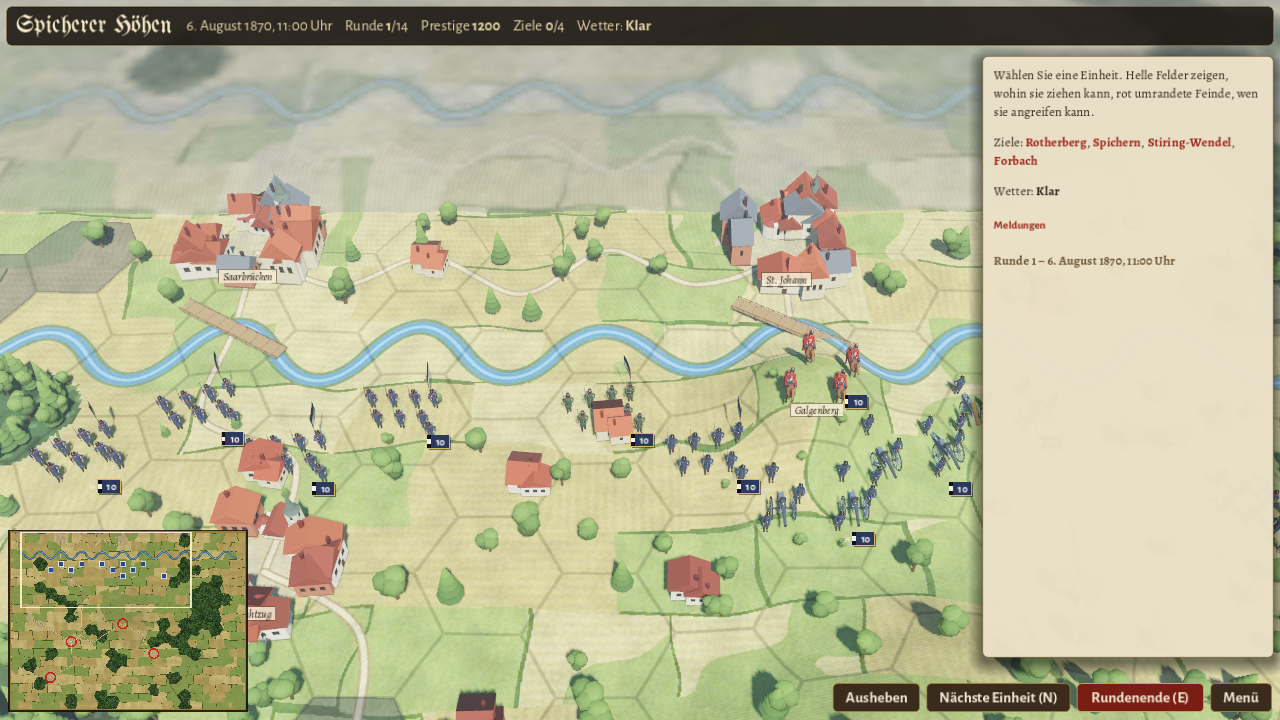 Spicherer Höhen 6. August 1870, 11:00 Uhr Runde 1/14 Prestige 1200 Ziele 0/4 Wetter: Klar
Wählen Sie eine Einheit. Helle Felder zeigen,
wohin sie ziehen kann, rot umrandete Feinde, wen
sie angreifen kann.
Ziele: Rotherberg, Spichern, Stiring-Wendel,
Forbach
Wetter: Klar
Meldungen
Runde 1 – 6. August 1870, 11:00 Uhr
Saarbrücken
St. Johann
Galgenberg
10
10
10
10
10
10
10
10
10
10
Ausheben
Nächste Einheit (N)
Rundenende (E)
Menü